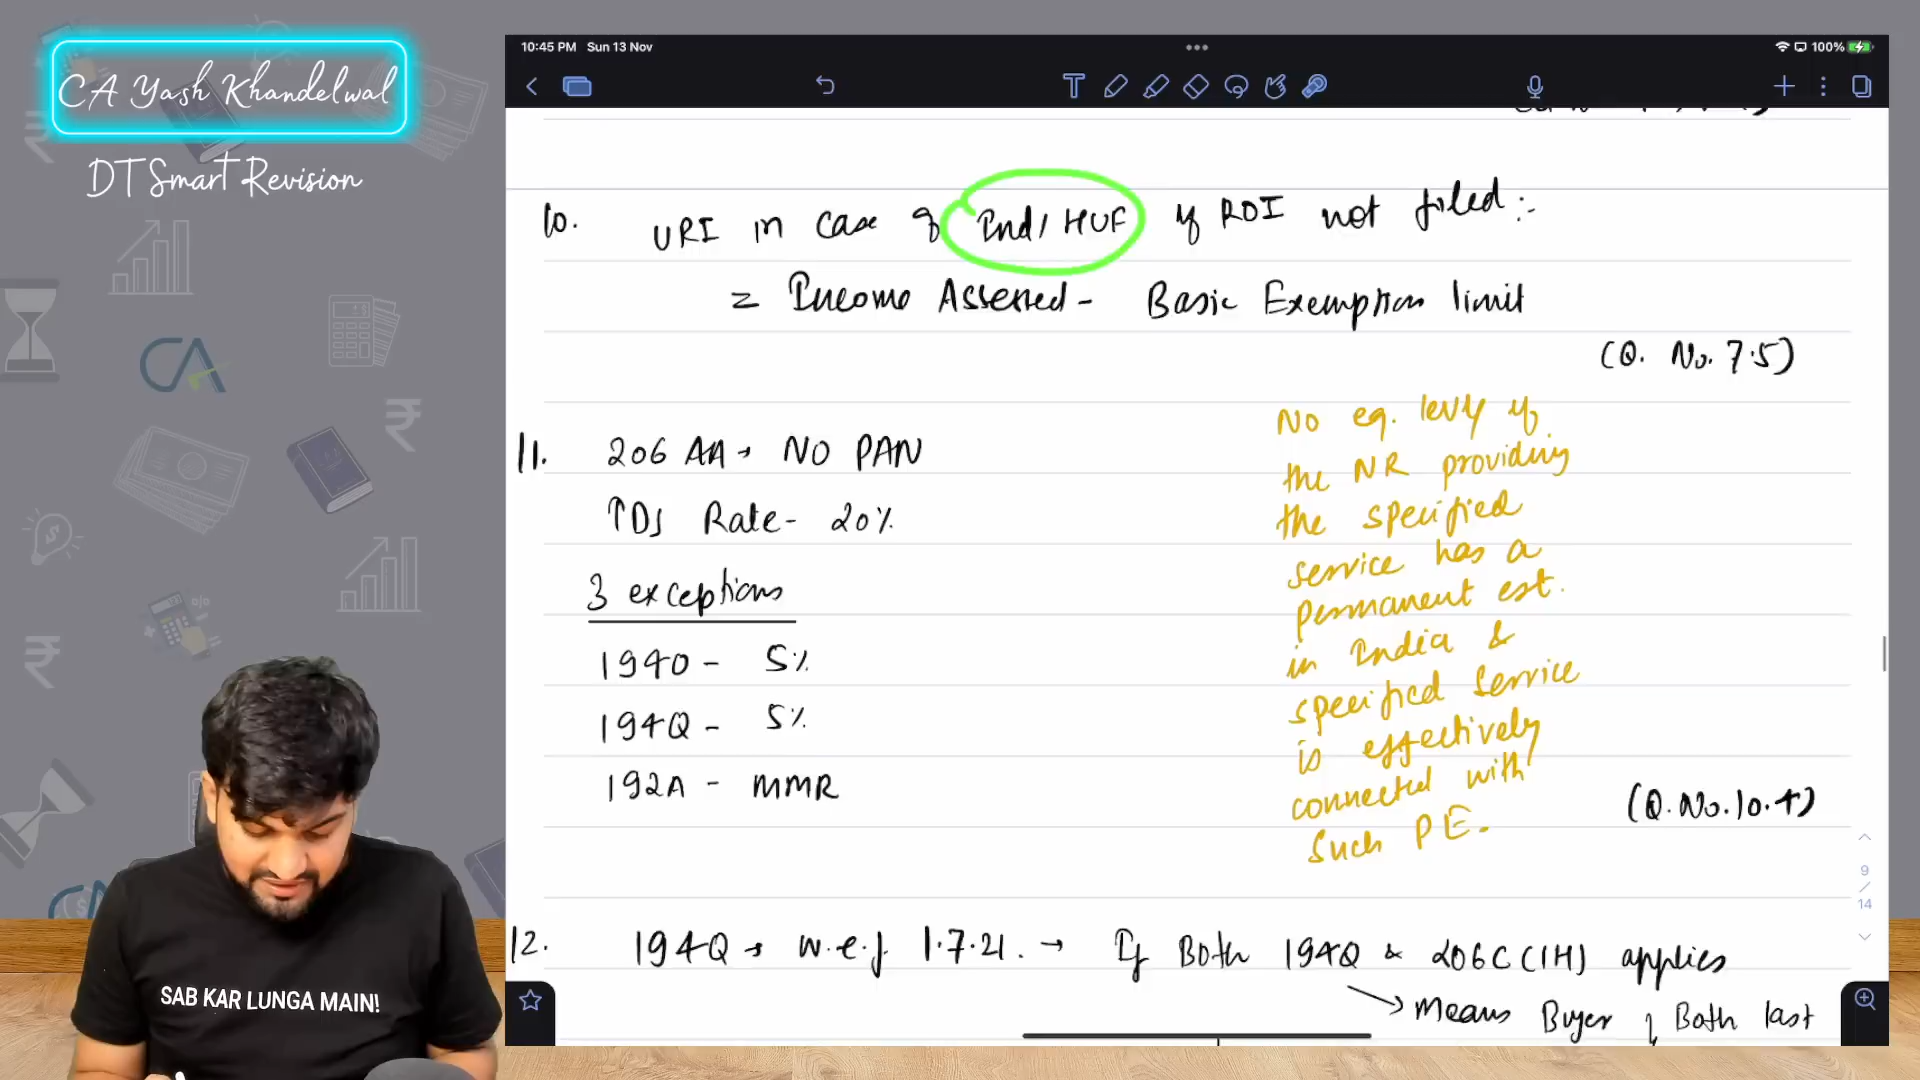 CA Yash Khandelwal
DT Smart Revision
10:45 PM Sun 13 Nov
100%
10. URI in case of Ind/HUF if ROI not filed:-
= Income Assessed - Basic Exemption limit
(Q. No. 7.5)
11. 206 AA → NO PAN
TDS Rate - 20%
3 exceptions
194O - 5%
194Q - 5%
192A - MMR
No eq. levy if
the NR providing
the specified
service has a
permanent est.
in India &
specified service
is effectively
connected with
such PE.
(Q.No.10.4)
9
/
14
12. 194Q → w.e.f 1.7.21. → If Both 194Q & 206C(1H) applies
→ Means Buyer Both last
CA
SAB KAR LUNGA MAIN!